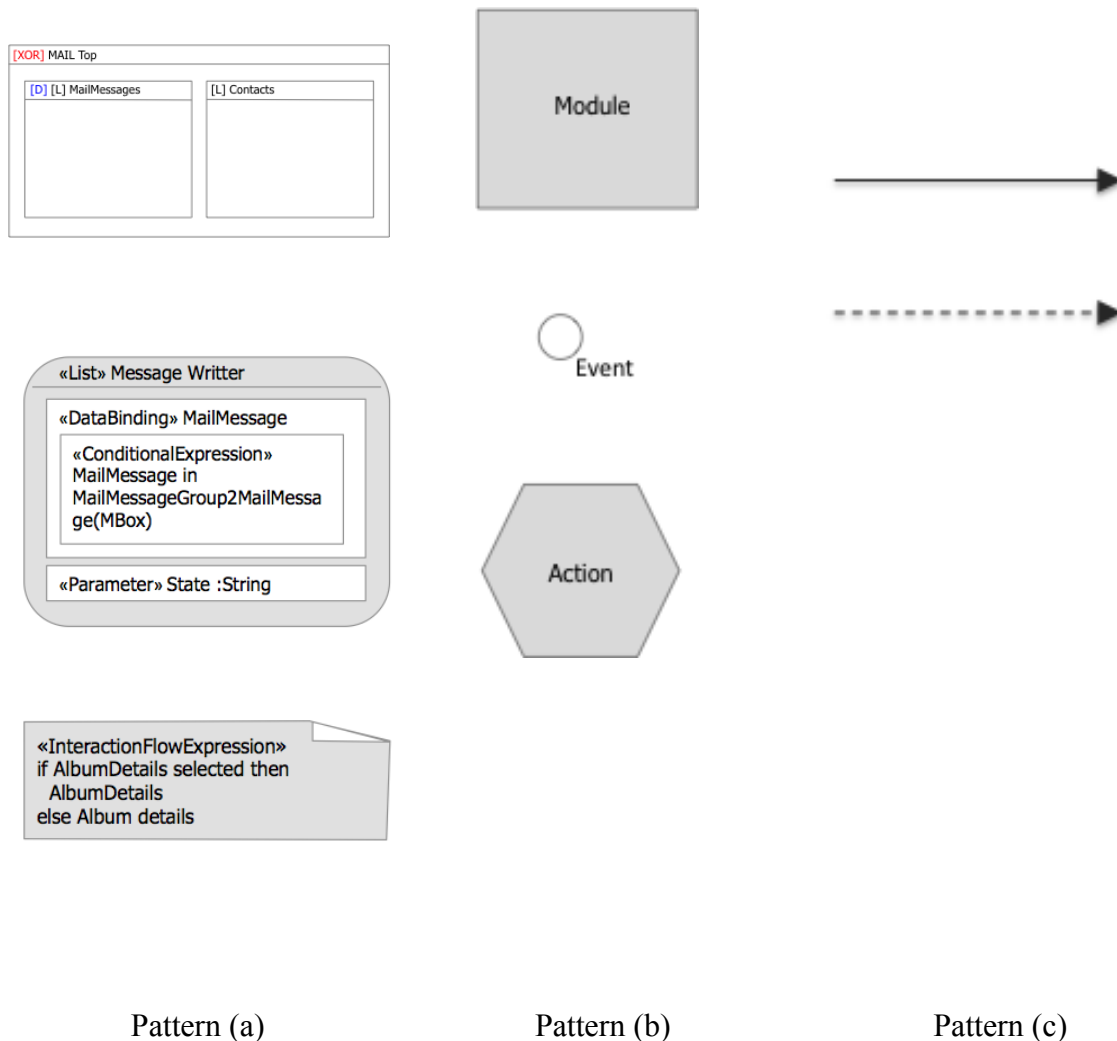 [XOR] MAIL Top
[D] [L] MailMessages
[L] Contacts
«List» Message Writter
«DataBinding» MailMessage
«ConditionalExpression»
MailMessage in
MailMessageGroup2MailMessa
ge(MBox)
«Parameter» State :String
«InteractionFlowExpression»
if AlbumDetails selected then
AlbumDetails
else Album details
Module
Event
Action
Pattern (a)
Pattern (b)
Pattern (c)